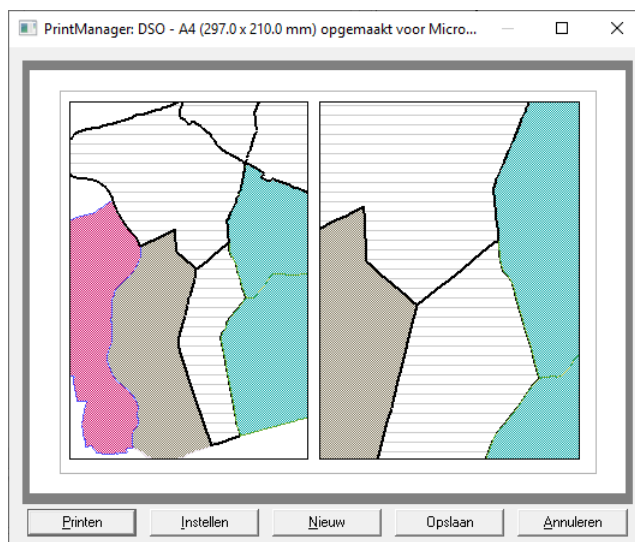 PrintManager: DSO - A4 (297.0 x 210.0 mm) opgemaakt voor Micro...
Printen Instellen Nieuw Opslaan Annuleren